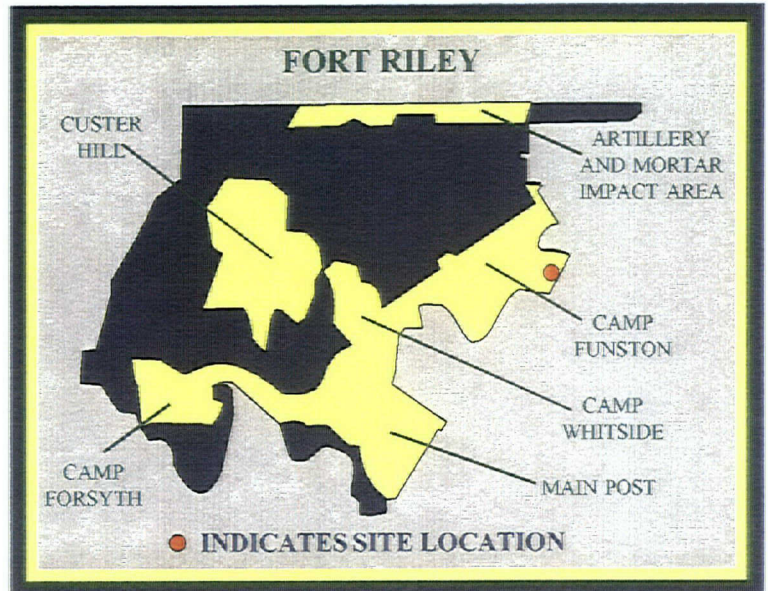 FORT RILEY
CUSTER
HILL
ARTILLERY
AND MORTAR
IMPACT AREA
CAMP
FUNSTON
CAMP
WHITSIDE
CAMP
FORSYTH
MAIN POST
INDICATES SITE LOCATION